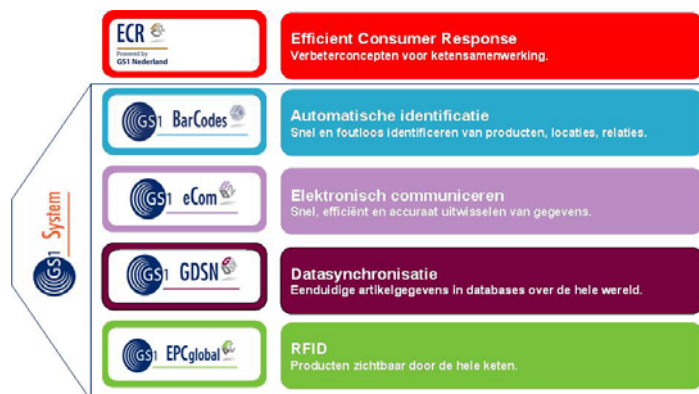 ECR
Powered by
GS1 Nederland
Efficient Consumer Response
Verbeterconcepten voor ketensamenwerking.
GS1 System
GS1 BarCodes
Automatische identificatie
Snel en foutloos identificeren van producten, locaties, relaties.
GS1 eCom
Elektronisch communiceren
Snel, efficiënt en accuraat uitwisselen van gegevens.
GS1 GDSN
Datasynchronisatie
Eenduidige artikelgegevens in databases over de hele wereld.
GS1 EPCglobal
RFID
Producten zichtbaar door de hele keten.